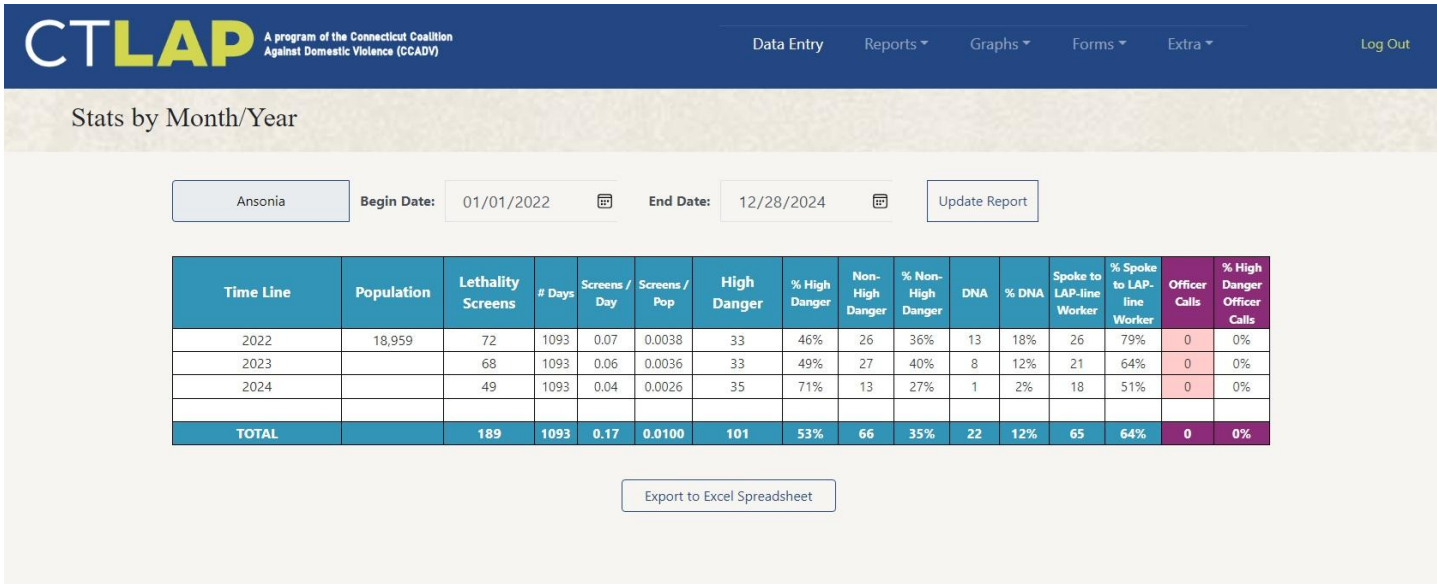 CTLAP A program of the Connecticut Coalition
Against Domestic Violence (CCADV)
Data Entry Reports Graphs Forms Extra Log Out
Stats by Month/Year
Ansonia Begin Date: 01/01/2022 End Date: 12/28/2024 Update Report
Time Line Population Lethality Screens # Days Screens / Day Screens / Pop High Danger % High Danger Non-High Danger % Non-High Danger DNA % DNA Spoke to LAP-line Worker % Spoke to LAP-line Worker Officer Calls % High Danger Officer Calls
2022 18,959 72 1093 0.07 0.0038 33 46% 26 36% 13 18% 26 79% 0 0%
2023 68 1093 0.06 0.0036 33 49% 27 40% 8 12% 21 64% 0 0%
2024 49 1093 0.04 0.0026 35 71% 13 27% 1 2% 18 51% 0 0%
TOTAL 189 1093 0.17 0.0100 101 53% 66 35% 22 12% 65 64% 0 0%
Export to Excel Spreadsheet